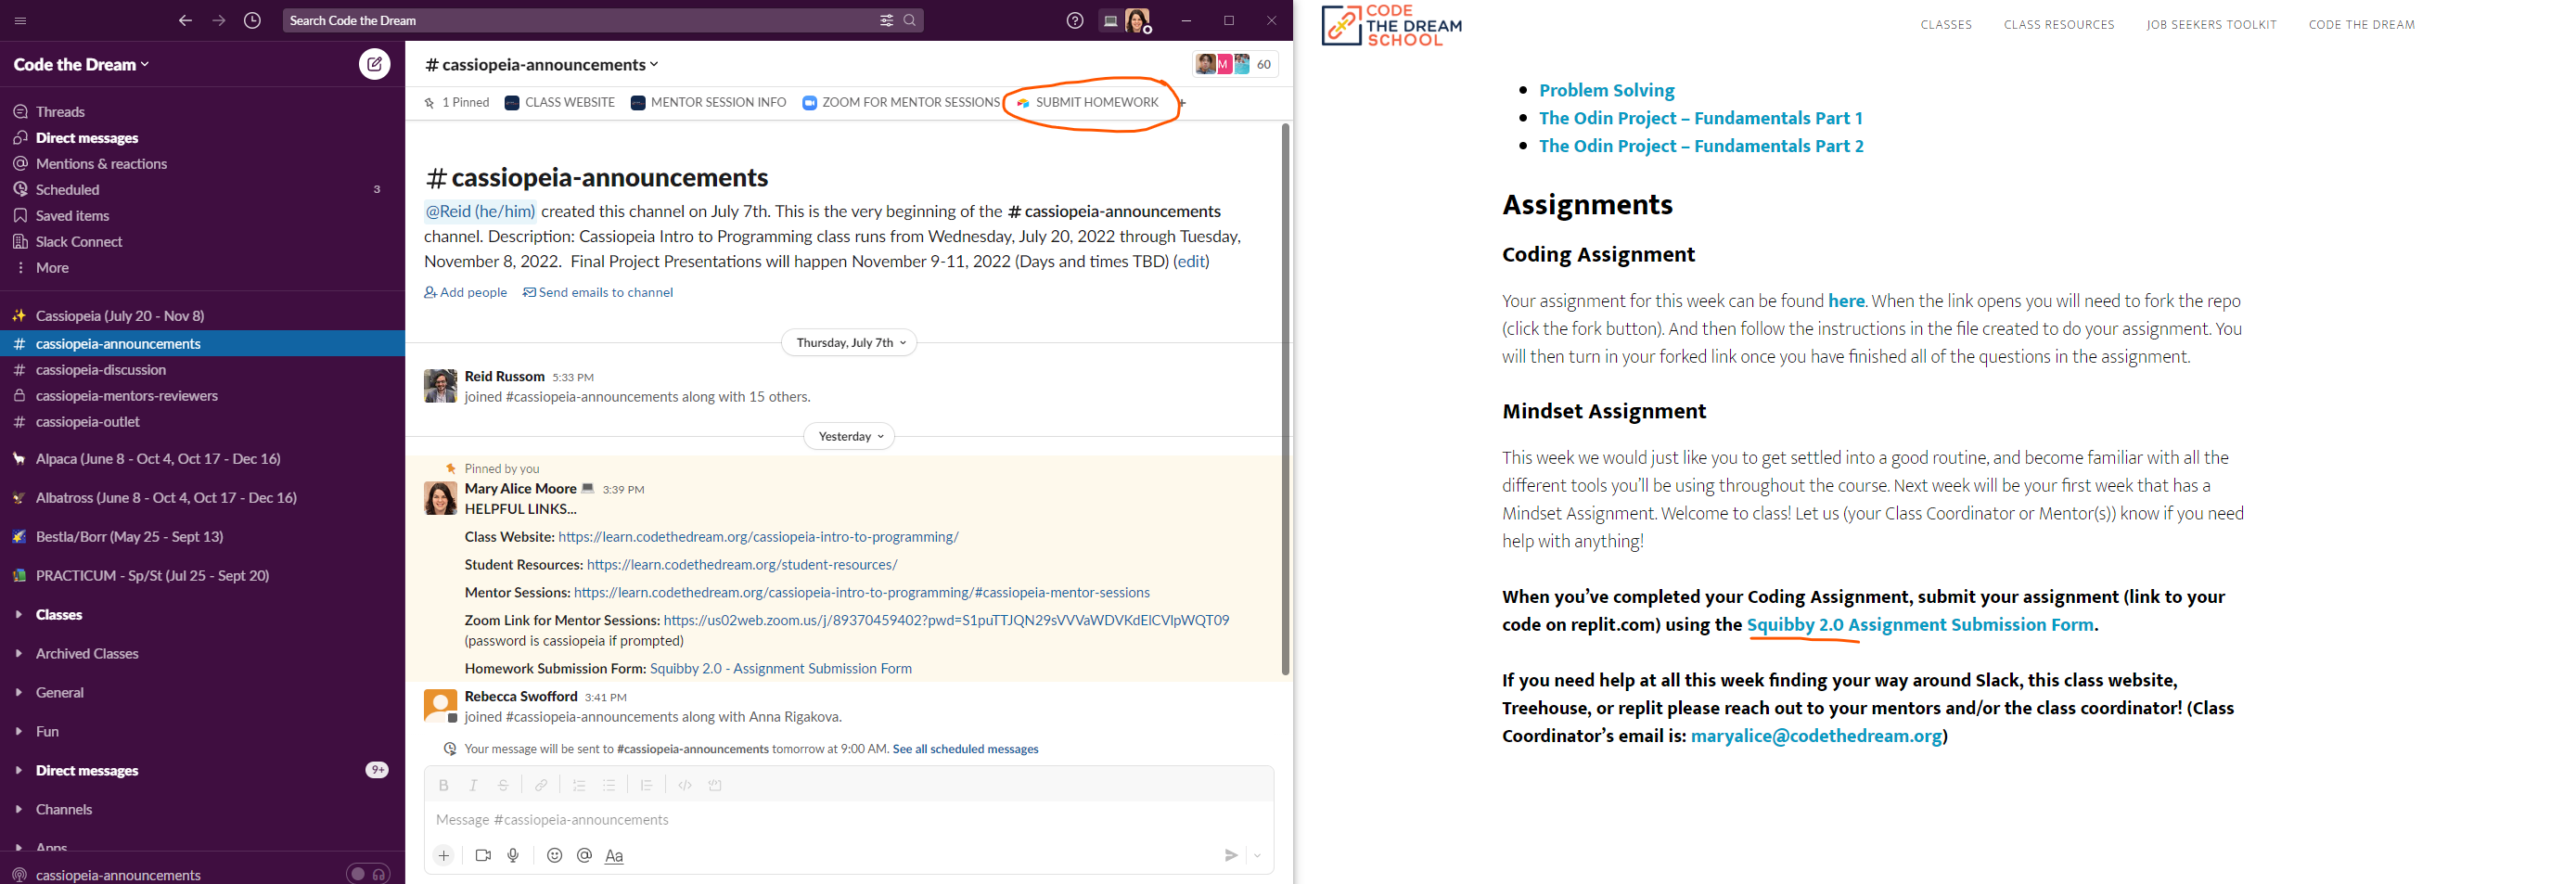 Search Code the Dream
Code the Dream
Threads
Direct messages
Mentions & reactions
Scheduled 3
Saved items
Slack Connect
More
Cassiopeia (July 20 - Nov 8)
# cassiopeia-announcements
# cassiopeia-discussion
cassiopeia-mentors-reviewers
# cassiopeia-outlet
Alpaca (June 8 - Oct 4, Oct 17 - Dec 16)
Albatross (June 8 - Oct 4, Oct 17 - Dec 16)
Bestla/Borr (May 25 - Sept 13)
PRACTICUM - Sp/St (Jul 25 - Sept 20)
Classes
Archived Classes
General
Fun
Direct messages 9+
Channels
Apps
cassiopeia-announcements
# cassiopeia-announcements
M 60
1 Pinned CLASS WEBSITE MENTOR SESSION INFO ZOOM FOR MENTOR SESSIONS SUBMIT HOMEWORK +
# cassiopeia-announcements
@Reid (he/him) created this channel on July 7th. This is the very beginning of the # cassiopeia-announcements
channel. Description: Cassiopeia Intro to Programming class runs from Wednesday, July 20, 2022 through Tuesday,
November 8, 2022. Final Project Presentations will happen November 9-11, 2022 (Days and times TBD) (edit)
Add people Send emails to channel
Thursday, July 7th
Reid Russom 5:33 PM
joined #cassiopeia-announcements along with 15 others.
Yesterday
Pinned by you
Mary Alice Moore 3:39 PM
HELPFUL LINKS...
Class Website: https://learn.codethedream.org/cassiopeia-intro-to-programming/
Student Resources: https://learn.codethedream.org/student-resources/
Mentor Sessions: https://learn.codethedream.org/cassiopeia-intro-to-programming/#cassiopeia-mentor-sessions
Zoom Link for Mentor Sessions: https://us02web.zoom.us/j/89370459402?pwd=S1puTTJQN29sVVVaWDVKdElCVlpWQT09
(password is cassiopeia if prompted)
Homework Submission Form: Squibby 2.0 - Assignment Submission Form
Rebecca Swofford 3:41 PM
joined #cassiopeia-announcements along with Anna Rigakova.
Your message will be sent to #cassiopeia-announcements tomorrow at 9:00 AM. See all scheduled messages
B I S
Message #cassiopeia-announcements
+ @ Aa
CODE
THE DREAM
SCHOOL
CLASSES CLASS RESOURCES JOB SEEKERS TOOLKIT CODE THE DREAM
• Problem Solving
• The Odin Project – Fundamentals Part 1
• The Odin Project – Fundamentals Part 2
Assignments
Coding Assignment
Your assignment for this week can be found here. When the link opens you will need to fork the repo
(click the fork button). And then follow the instructions in the file created to do your assignment. You
will then turn in your forked link once you have finished all of the questions in the assignment.
Mindset Assignment
This week we would just like you to get settled into a good routine, and become familiar with all the
different tools you’ll be using throughout the course. Next week will be your first week that has a
Mindset Assignment. Welcome to class! Let us (your Class Coordinator or Mentor(s)) know if you need
help with anything!
When you’ve completed your Coding Assignment, submit your assignment (link to your
code on replit.com) using the Squibby 2.0 Assignment Submission Form.
If you need help at all this week finding your way around Slack, this class website,
Treehouse, or replit please reach out to your mentors and/or the class coordinator! (Class
Coordinator’s email is: maryalice@codethedream.org)